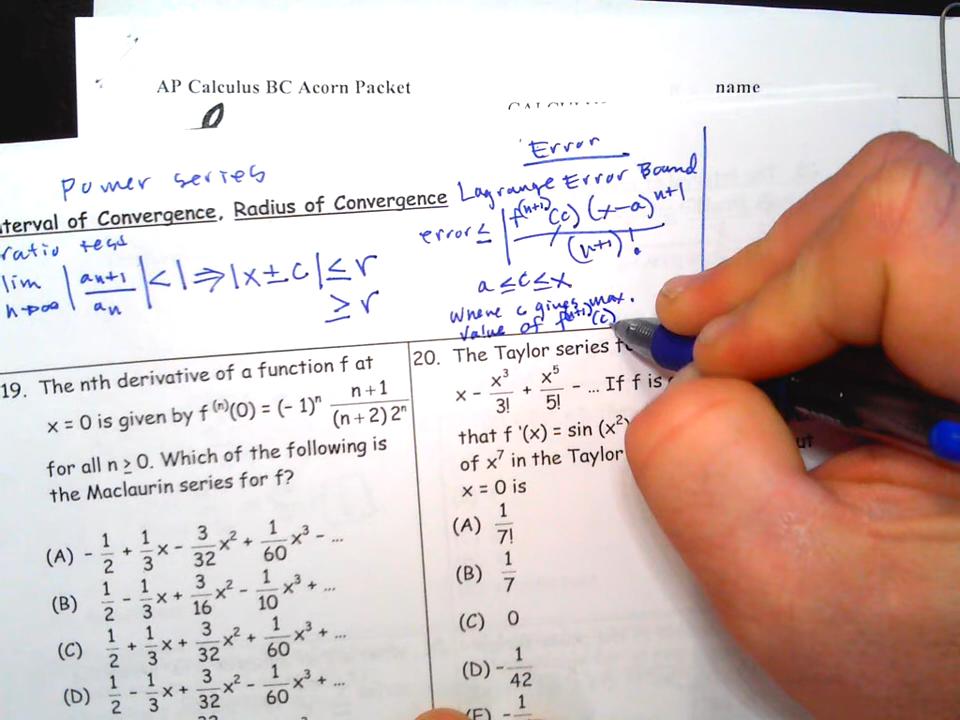 AP Calculus BC Acorn Packet
name
Power series
terval of Convergence, Radius of Convergence
ratio test
lim n→∞ |an+1/an| < 1 ⇒ |x ± c| ≤ r
≥ r
Error
Lagrange Error Bound
error ≤ |f^(n+1)(c) (x-a)^n+1 / (n+1)!|
a ≤ c ≤ x
where c gives max.
value of f^(n+1)(c)
19. The nth derivative of a function f at
x = 0 is given by f^(n)(0) = (- 1)^n (n + 1)/((n + 2) 2^n)
for all n ≥ 0. Which of the following is
the Maclaurin series for f?
(A) - 1/2 + 1/3 x - 3/32 x² + 1/60 x³ - ...
(B) 1/2 - 1/3 x + 3/16 x² - 1/10 x³ + ...
(C) 1/2 + 1/3 x + 3/32 x² + 1/60 x³ + ...
(D) 1/2 - 1/3 x + 3/32 x² - 1/60 x³ + ...
20. The Taylor series
x - x³/3! + x⁵/5! - ... If f is
that f '(x) = sin (x²)
of x⁷ in the Taylor
x = 0 is
(A) 1/7!
(B) 1/7
(C) 0
(D) - 1/42
(E) - 1